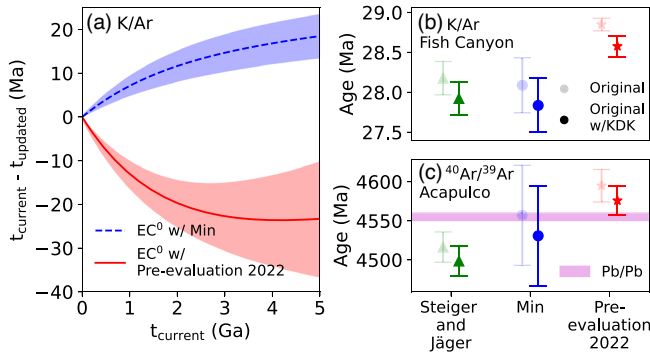 (a) K/Ar
20
10
0
−10
−20
−30
−40
t_current - t_updated (Ma)
EC⁰ w/ Min
EC⁰ w/
Pre-evaluation 2022
0
1
2
3
4
5
t_current (Ga)
(b) K/Ar
Fish Canyon
29.0
28.5
28.0
27.5
Age (Ma)
Original
Original
w/KDK
(c) ⁴⁰Ar/³⁹Ar
Acapulco
4600
4550
4500
Age (Ma)
Pb/Pb
Steiger
and
Jäger
Min
Pre-
evaluation
2022